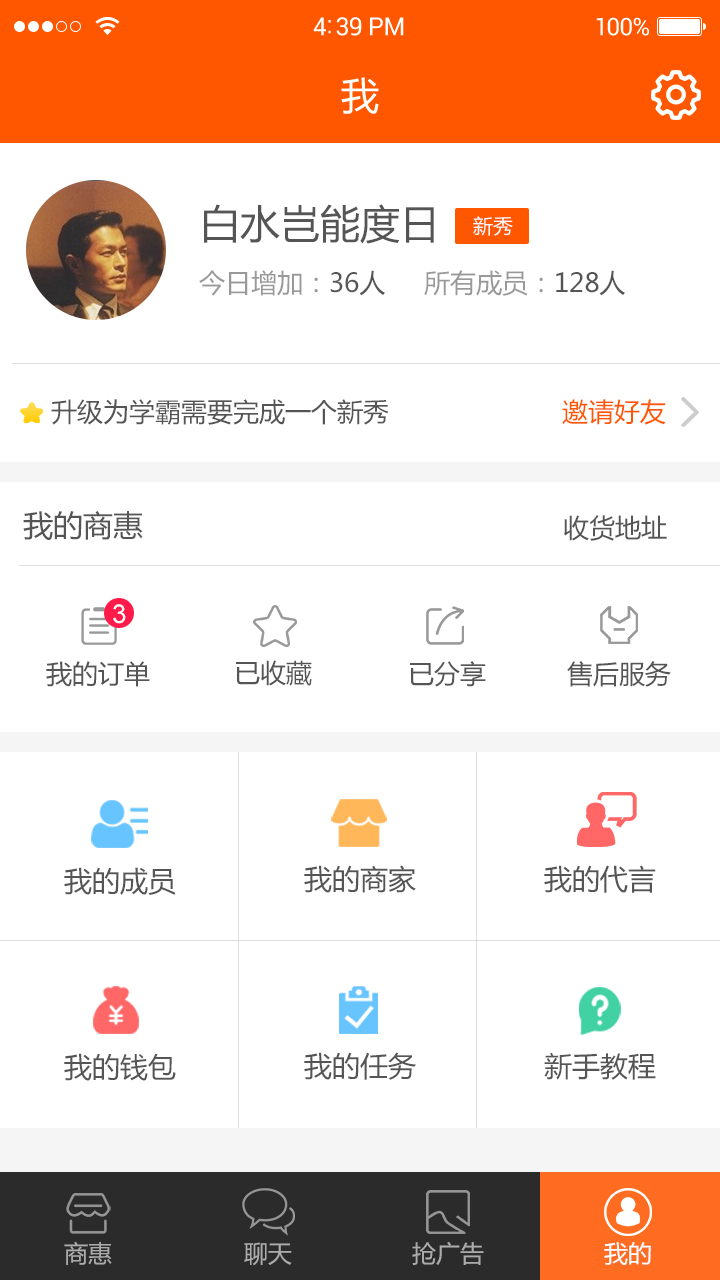 4:39 PM 100%
我
白水岂能度日 新秀
今日增加：36人 所有成员：128人
升级为学霸需要完成一个新秀 邀请好友
我的商惠 收货地址
3
我的订单 已收藏 已分享 售后服务
我的成员 我的商家 我的代言
¥ ?
我的钱包 我的任务 新手教程
商惠 聊天 抢广告 我的